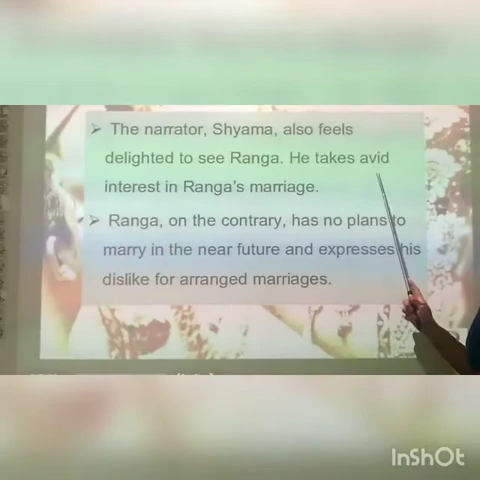 ➤ The narrator, Shyama, also feels
delighted to see Ranga. He takes avid
interest in Ranga's marriage.
➤ Ranga, on the contrary, has no plans to
marry in the near future and expresses his
dislike for arranged marriages.
InShOt